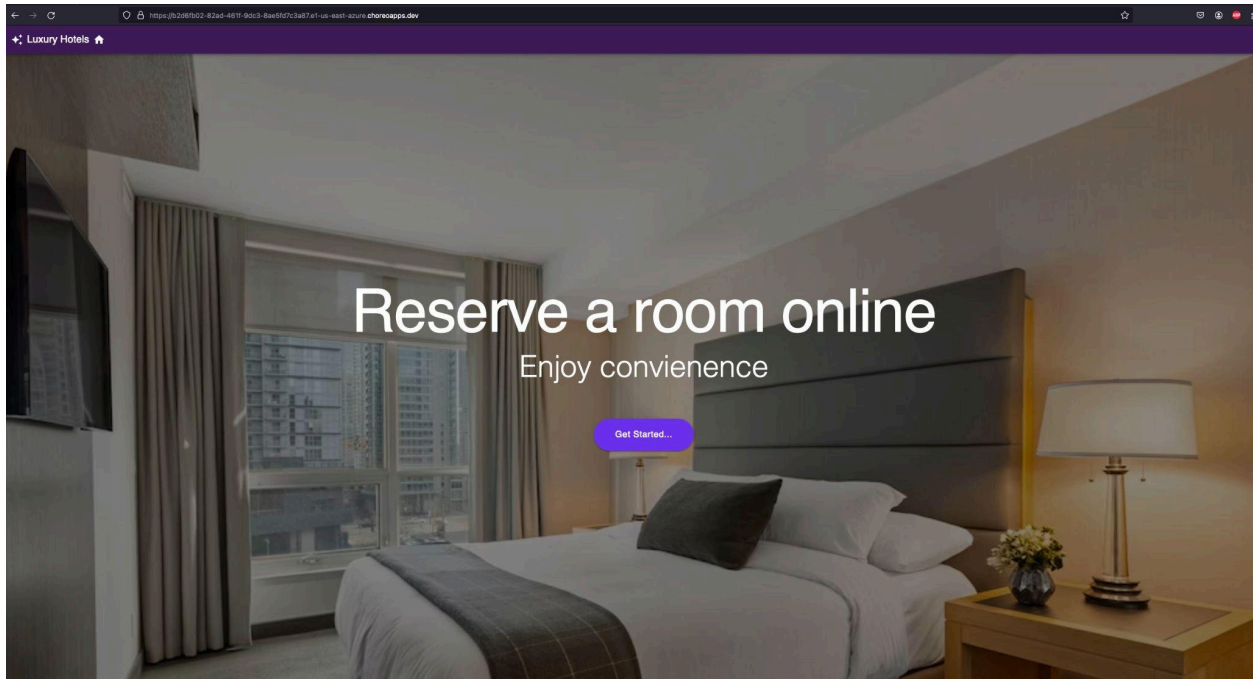 https://b2d6fb02-82ad-461f-9dc3-8ae5fd7c3a87.e1-us-east-azure.choreoapps.dev
Luxury Hotels
Reserve a room online
Enjoy convienence
Get Started...